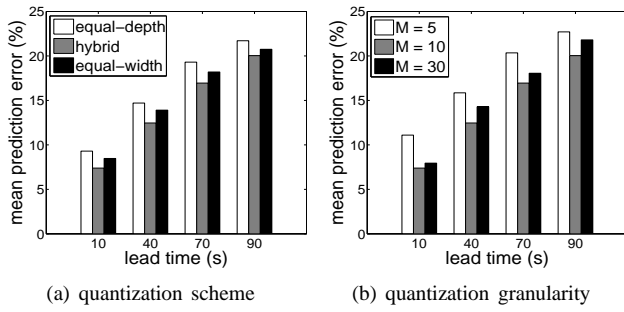 mean prediction error (%)
25
20
15
10
5
0
equal-depth
hybrid
equal-width
10 40 70 90
lead time (s)
(a) quantization scheme
mean prediction error (%)
25
20
15
10
5
0
M = 5
M = 10
M = 30
10 40 70 90
lead time (s)
(b) quantization granularity